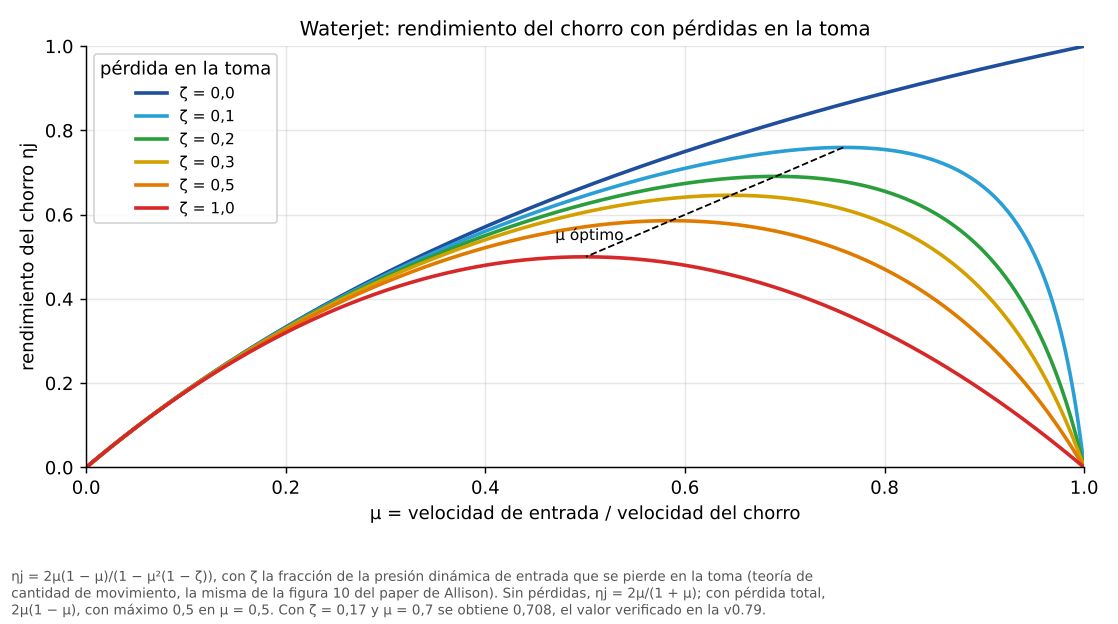 Waterjet: rendimiento del chorro con pérdidas en la toma
rendimiento del chorro ηj
1.0
0.8
0.6
0.4
0.2
0.0
pérdida en la toma
ζ = 0,0
ζ = 0,1
ζ = 0,2
ζ = 0,3
ζ = 0,5
ζ = 1,0
μ óptimo
0.0 0.2 0.4 0.6 0.8 1.0
μ = velocidad de entrada / velocidad del chorro
ηj = 2μ(1 − μ)/(1 − μ²(1 − ζ)), con ζ la fracción de la presión dinámica de entrada que se pierde en la toma (teoría de
cantidad de movimiento, la misma de la figura 10 del paper de Allison). Sin pérdidas, ηj = 2μ/(1 + μ); con pérdida total,
2μ(1 − μ), con máximo 0,5 en μ = 0,5. Con ζ = 0,17 y μ = 0,7 se obtiene 0,708, el valor verificado en la v0.79.